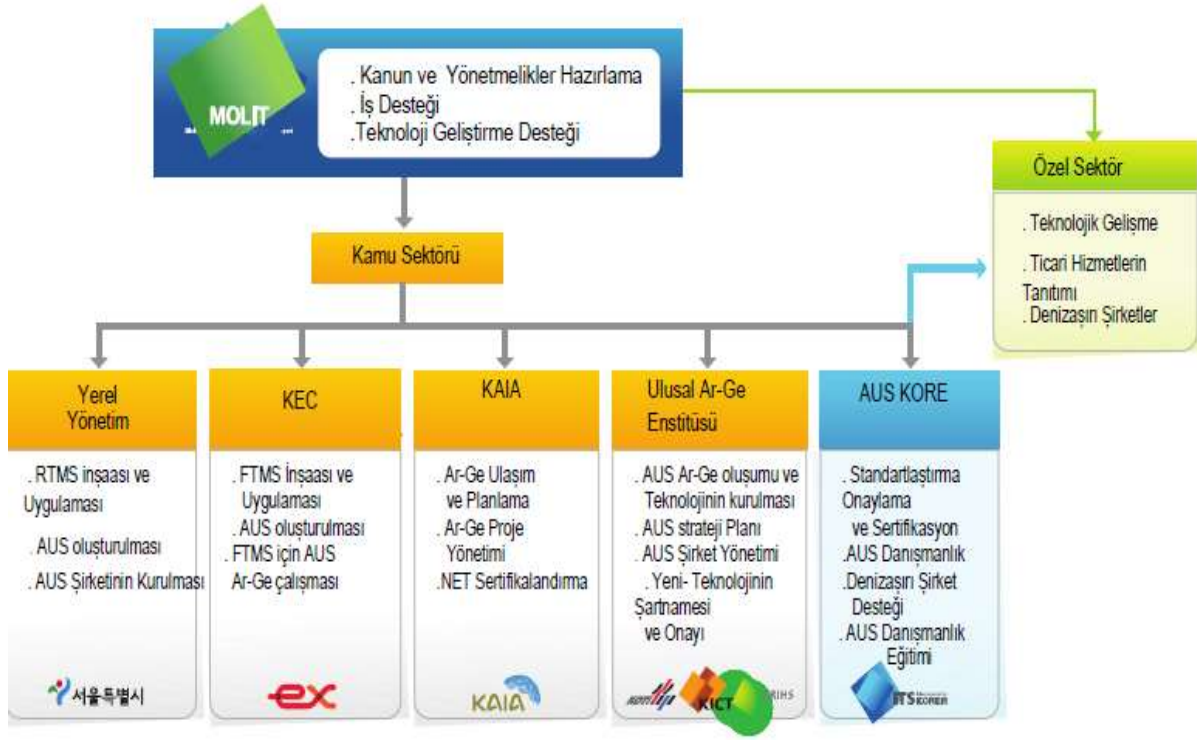 MOLIT
. Kanun ve Yönetmelikler Hazırlama
. İş Desteği
.Teknoloji Geliştirme Desteği
Özel Sektör
. Teknolojik Gelişme
. Ticari Hizmetlerin
Tanıtımı
. Denizaşırı Şirketler
Kamu Sektörü
Yerel
Yönetim
. RTMS inşaası ve
Uygulaması
. AUS oluşturulması
. AUS Şirketinin Kurulması
서울특별시
KEC
. FTMS İnşaası ve
Uygulaması
. AUS oluşturulması
. FTMS için AUS
Ar-Ge çalışması
ex
KAIA
. Ar-Ge Ulaşım
ve Planlama
. Ar-Ge Proje
Yönetimi
.NET Sertifikalandırma
KAIA
Ulusal Ar-Ge
Enstitüsü
. AUS Ar-Ge oluşumu ve
Teknolojinin kurulması
. AUS strateji Planı
. AUS Şirket Yönetimi
. Yeni- Teknolojinin
Şartnamesi
ve Onayı
KICT
RIHS
AUS KORE
. Standartlaştırma
Onaylama
ve Sertifikasyon
. AUS Danışmanlık
.Denizaşırı Şirket
Desteği
. AUS Danışmanlık
Eğitimi
ITS KOREA